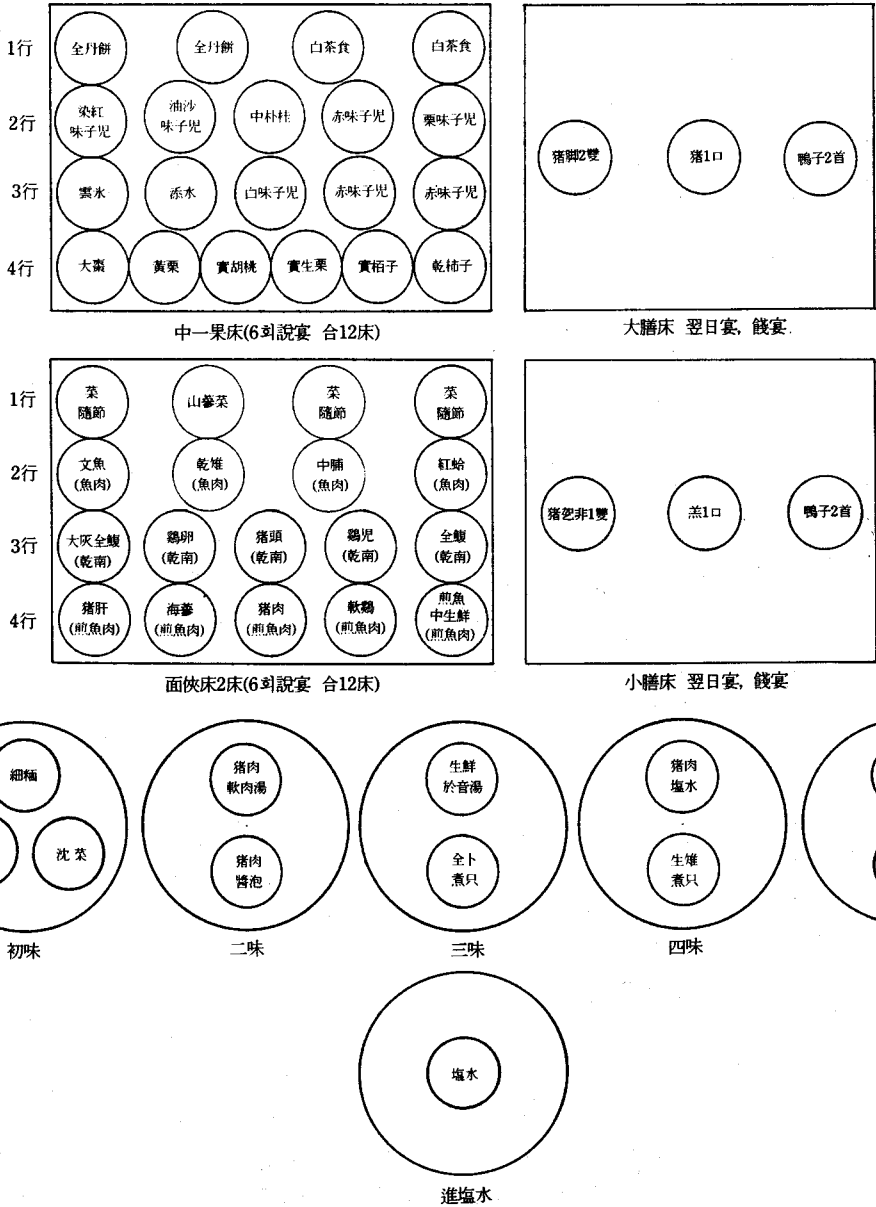 1行 全丹餠 全丹餠 白茶食 白茶食
2行 染紅 油沙 中朴桂 赤味子児 栗味子児
味子児 味子児
3行 雲水 添水 白味子児 赤味子児 赤味子児
4行 大棗 黃栗 實胡桃 實生栗 實栢子 乾柿子
中一果床(6회說宴 合12床)
猪脚2雙 猪1口 鴨子2首
大膳床 翌日宴, 餞宴
1行 菜 山蔘菜 菜 菜
隨節 隨節 隨節
2行 文魚 乾雉 中脯 紅蛤
(魚肉) (魚肉) (魚肉) (魚肉)
3行 大灰全鰒 鷄卵 猪頭 鷄児 全鰒
(乾南) (乾南) (乾南) (乾南) (乾南)
4行 猪肝 海蔘 猪肉 軟鷄 煎魚
中生鮮
(煎魚肉) (煎魚肉) (煎魚肉) (煎魚肉) (煎魚肉)
面俠床2床(6회說宴 合12床)
猪乫非1雙 羔1口 鴨子2首
小膳床 翌日宴, 餞宴
細糆
沈菜
初味
猪肉
軟肉湯
猪肉
醬泡
二味
生鮮
於音湯
全卜
煮只
三味
猪肉
塩水
生雉
煮只
四味
塩水
進塩水